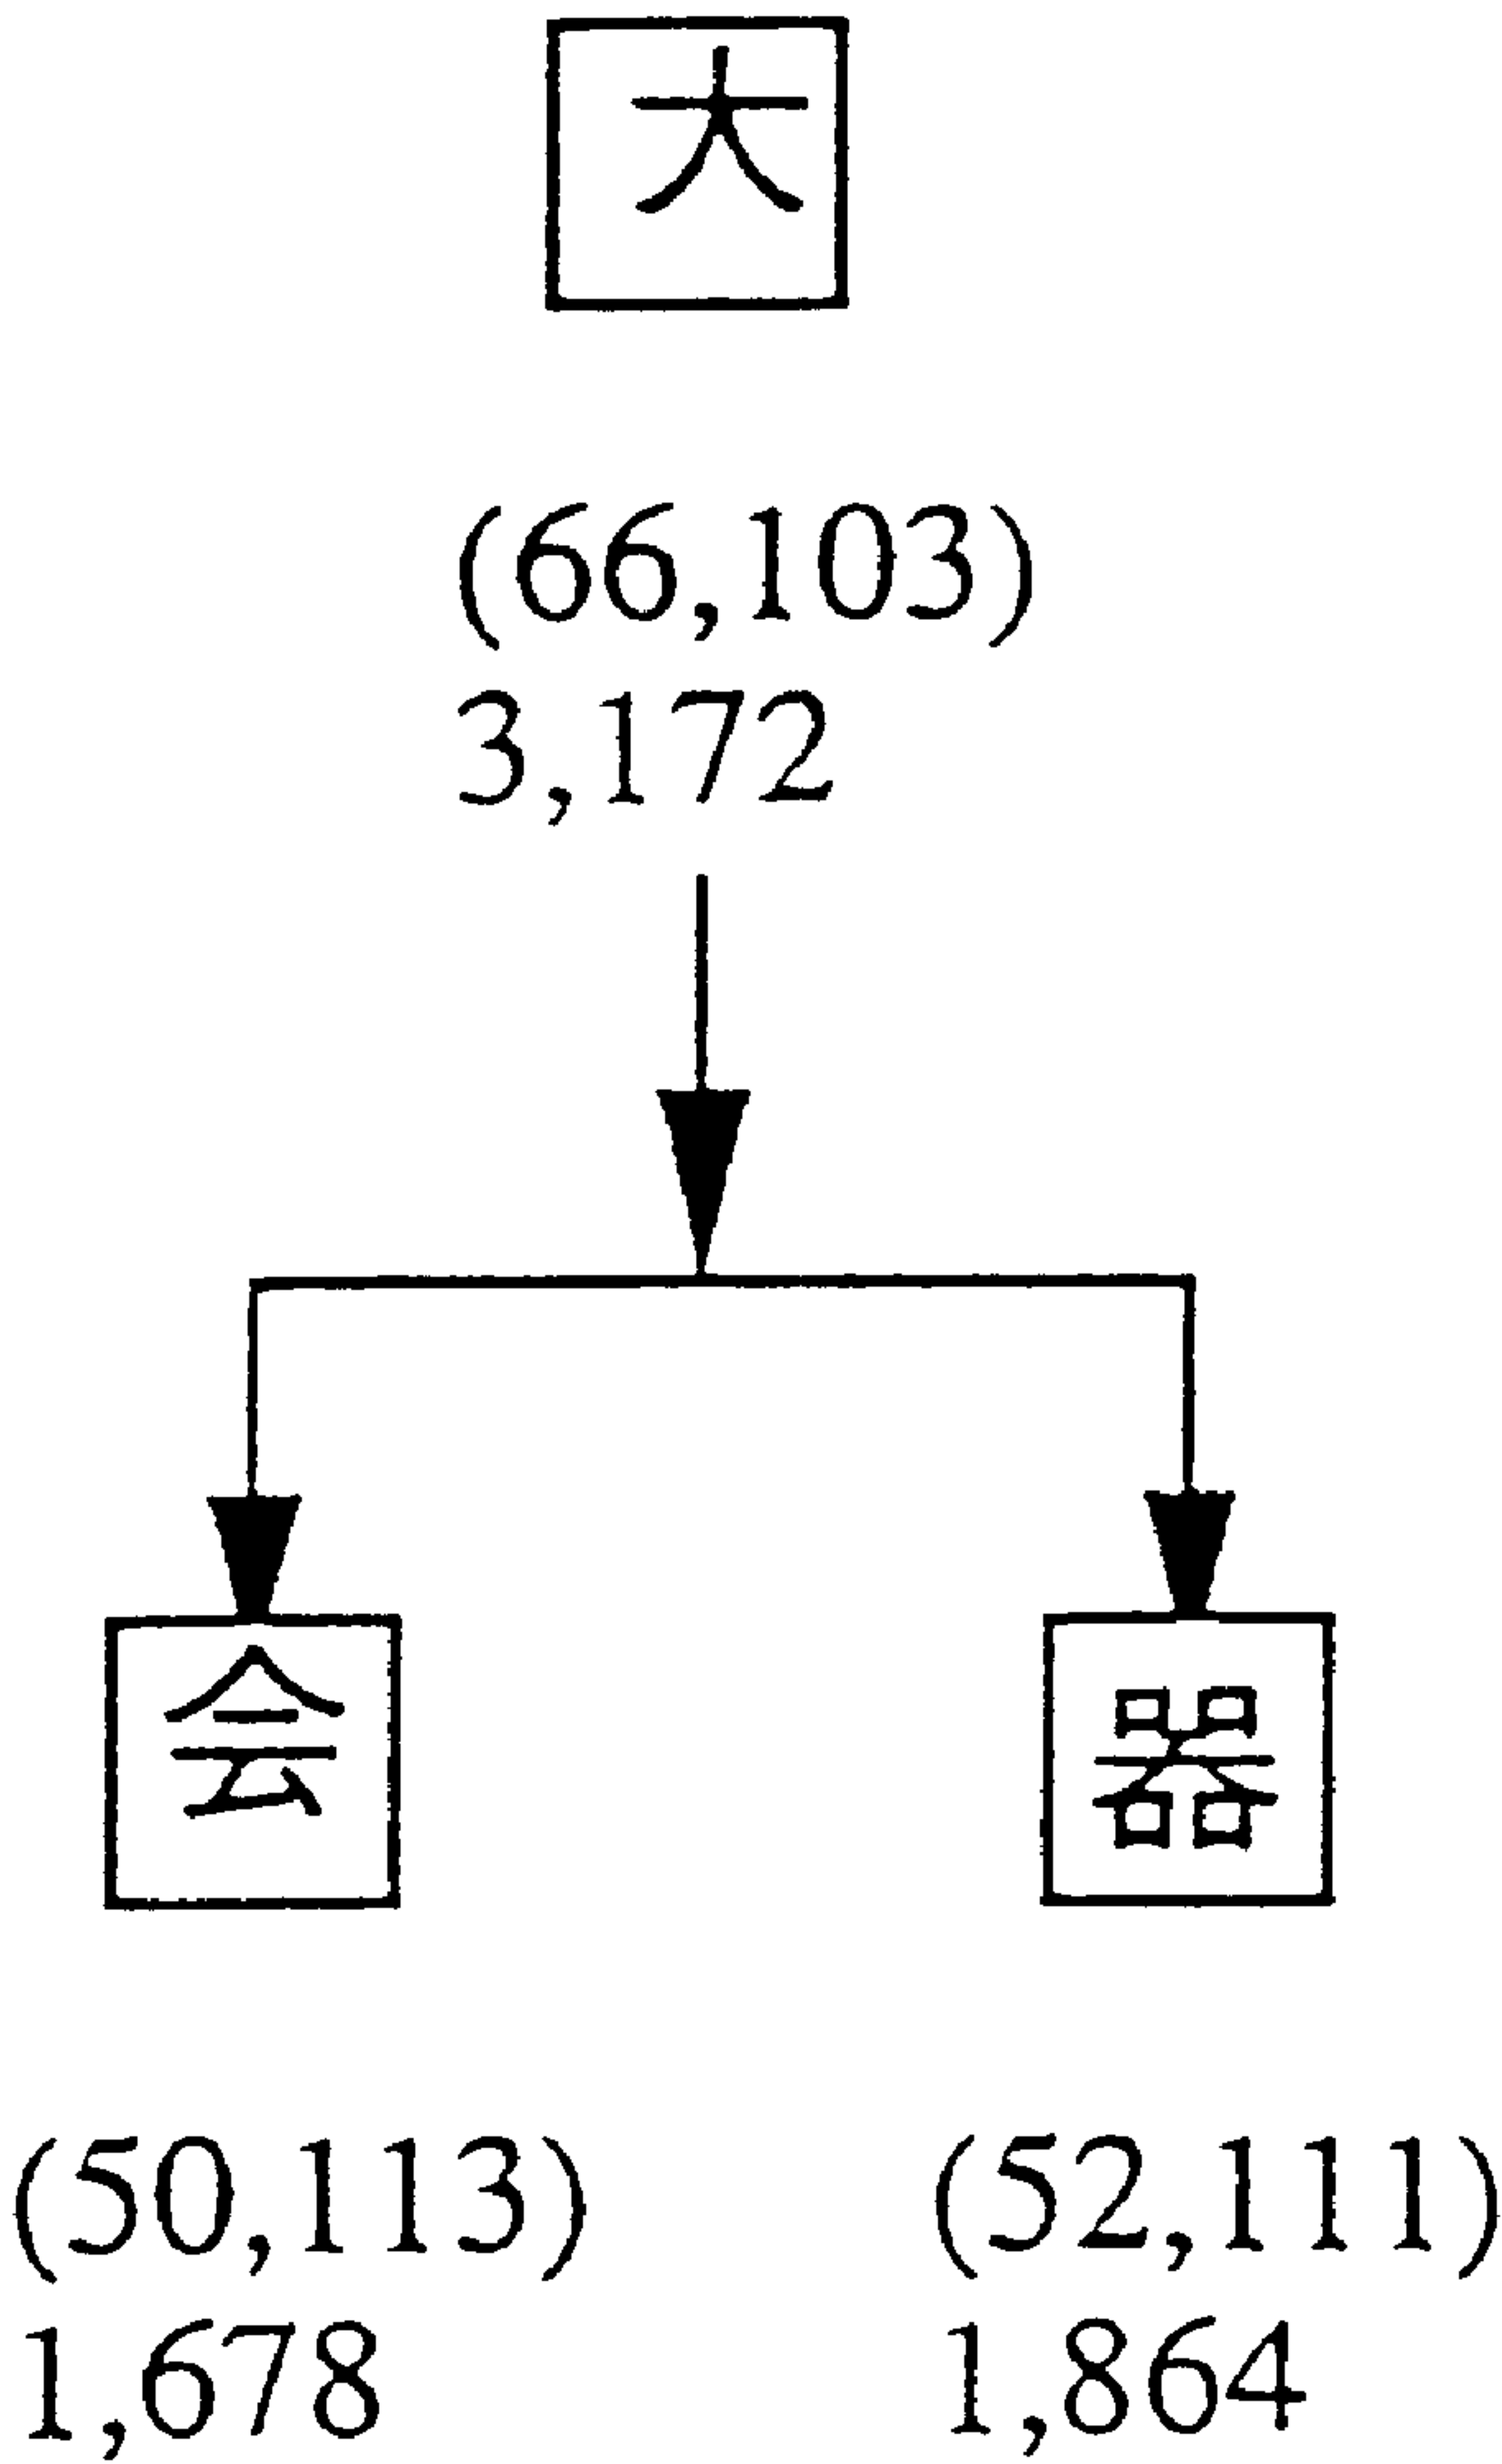 大
(66,103)
3,172
会
器
(50,113)
(52,111)
1,678
1,864